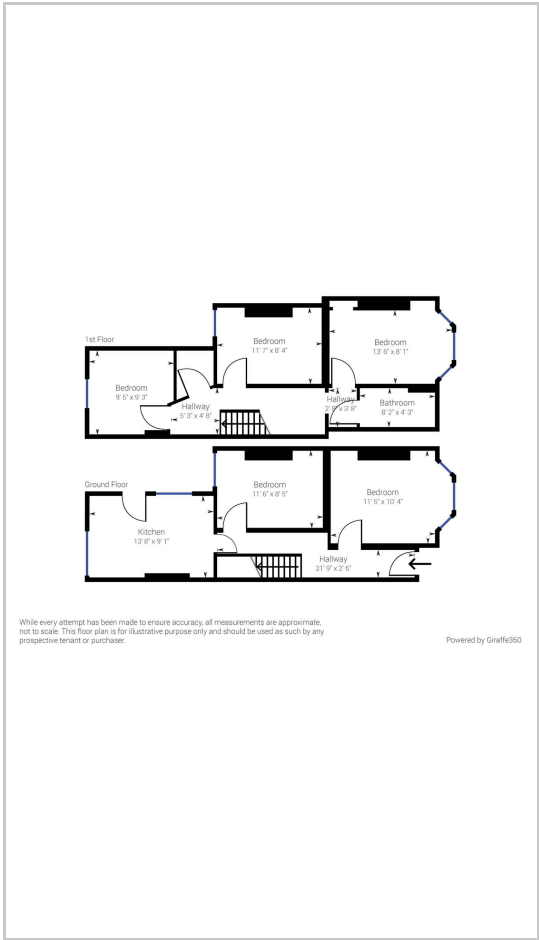 1st Floor
Bedroom
11' 7" x 8' 4"
Bedroom
13' 6" x 8' 1"
Bedroom
9' 5" x 9' 3"
Hallway
5' 3" x 4' 8"
Hallway
2' 8" x 3' 8"
Bathroom
8' 2" x 4' 3"
Ground Floor
Bedroom
11' 6" x 8' 5"
Bedroom
11' 5" x 10' 4"
Kitchen
13' 8" x 9' 1"
Hallway
21' 9" x 2' 6"
While every attempt has been made to ensure accuracy, all measurements are approximate,
not to scale. This floor plan is for illustrative purpose only and should be used as such by any
prospective tenant or purchaser.
Powered by Giraffe360